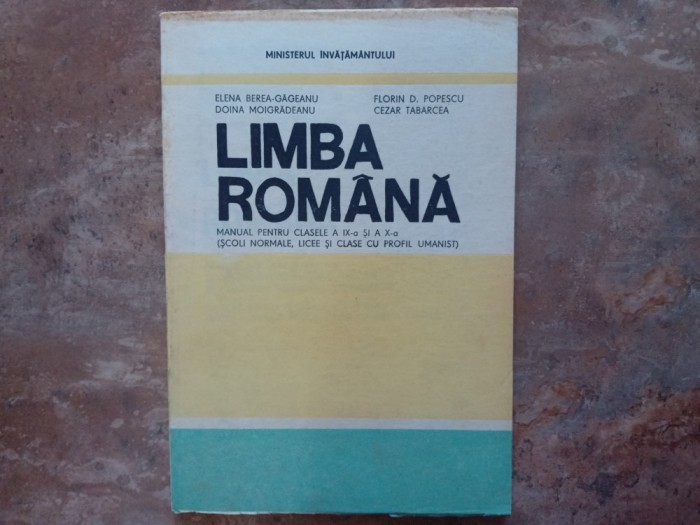 MINISTERUL ÎNVĂȚĂMÂNTULUI
ELENA BEREA-GĂGEANU FLORIN D. POPESCU
DOINA MOIGRĂDEANU CEZAR TABARCEA
LIMBA
ROMÂNĂ
MANUAL PENTRU CLASELE A IX-a ȘI A X-a
(ȘCOLI NORMALE, LICEE ȘI CLASE CU PROFIL UMANIST)